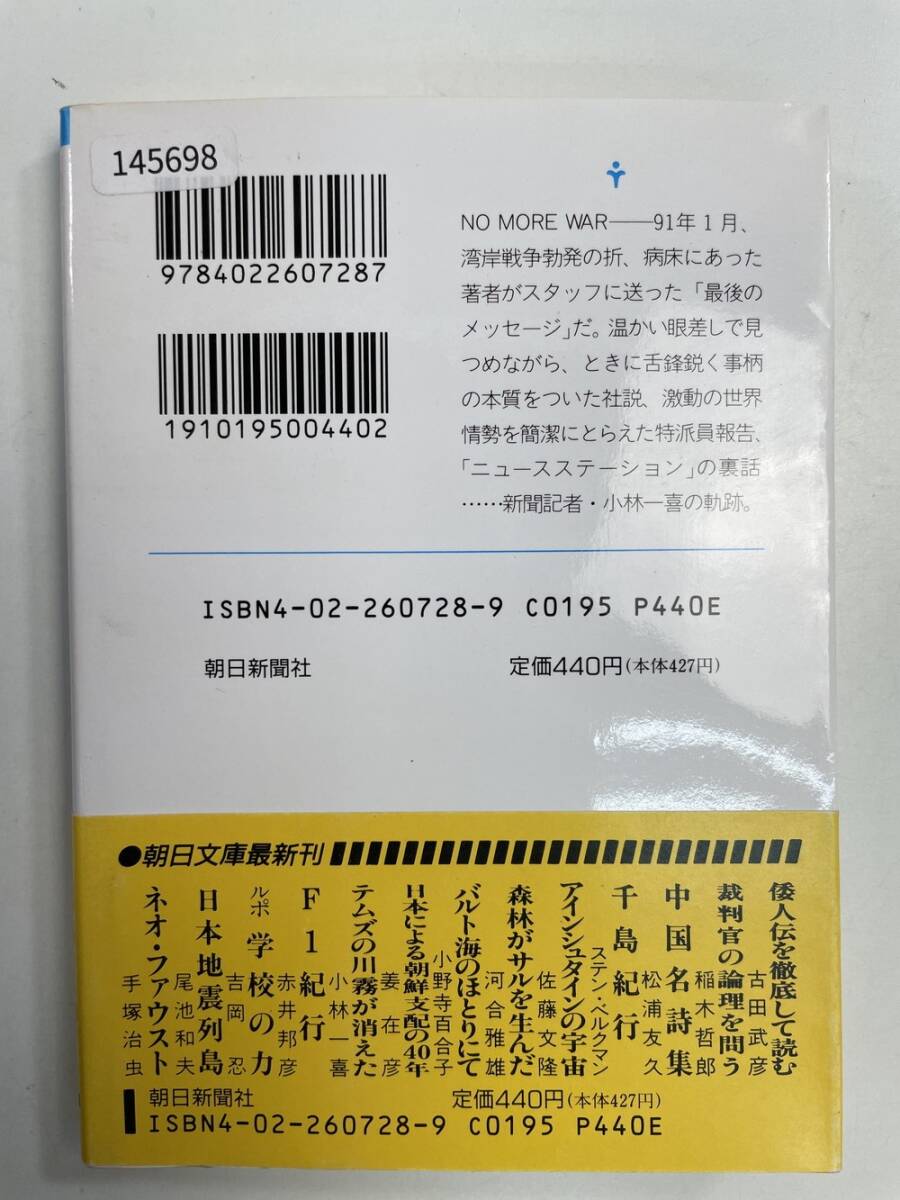 145698
9784022607287
1910195004402
NO MORE WAR――91年1月、
湾岸戦争勃発の折、病床にあった
著者がスタッフに送った「最後の
メッセージ」だ。温かい眼差しで見
つめながら、ときに舌鋒鋭く事柄
の本質をついた社説、激動の世界
情勢を簡潔にとらえた特派員報告、
「ニュースステーション」の裏話
……新聞記者・小林一喜の軌跡。
ISBN4-02-260728-9 C0195 P440E
朝日新聞社 定価440円(本体427円)
●朝日文庫最新刊
倭人伝を徹底して読む
古田武彦
裁判官の論理を問う
稲木哲郎
中国名詩集
松浦友久
千島紀行
ステン・ベルクマン
アインシュタインの宇宙
佐藤文隆
森林がサルを生んだ
河合雅雄
バルト海のほとりにて
小野寺百合子
日本による朝鮮支配の40年
姜在彦
テムズの川霧が消えた
小林一喜
F1紀行
赤井邦彦
ルポ 学校の力
吉岡忍
日本地震列島
尾池和夫
ネオ・ファウスト
手塚治虫
朝日新聞社 定価440円(本体427円)
ISBN4-02-260728-9 C0195 P440E